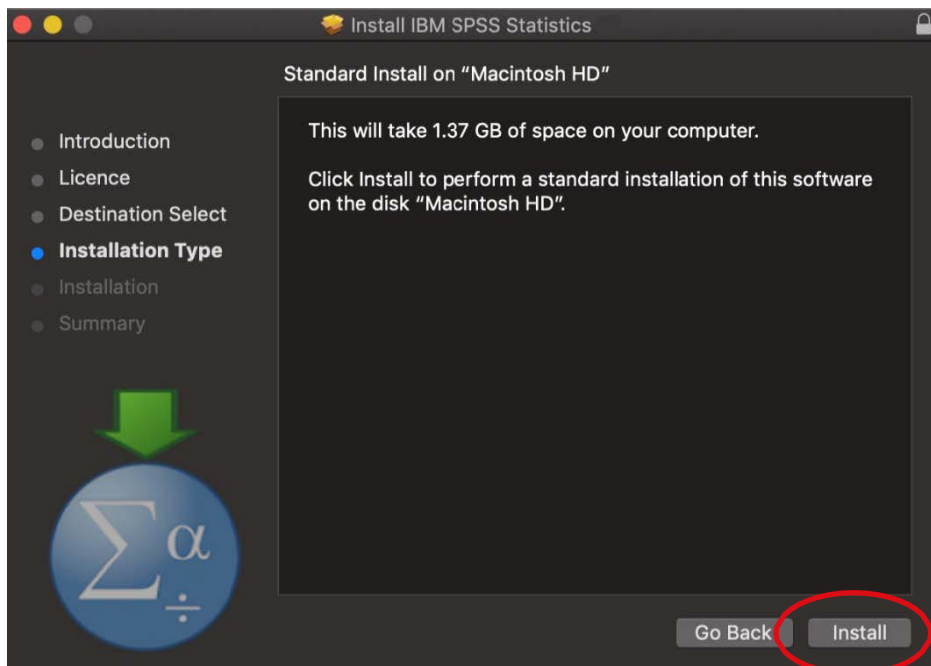 Install IBM SPSS Statistics
Standard Install on “Macintosh HD”
Introduction
Licence
Destination Select
Installation Type
Installation
Summary
This will take 1.37 GB of space on your computer.
Click Install to perform a standard installation of this software
on the disk “Macintosh HD”.
Σα
÷
Go Back
Install